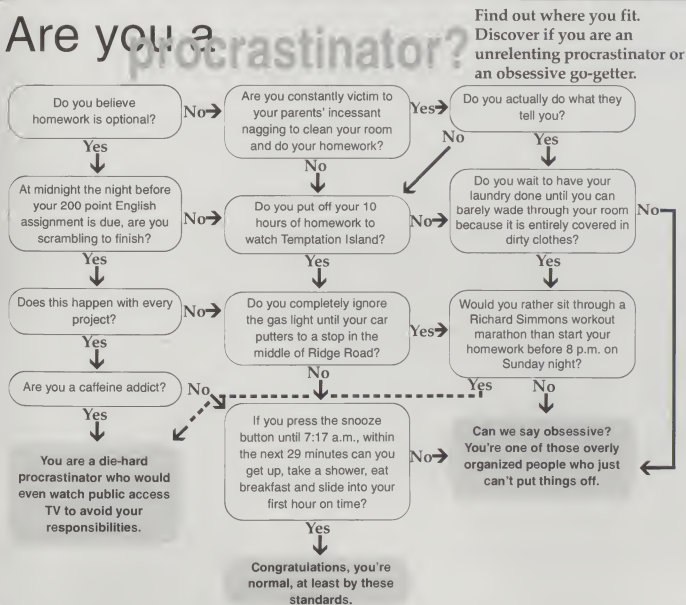 Are you a
procrastinator?
Find out where you fit.
Discover if you are an
unrelenting procrastinator or
an obsessive go-getter.
Do you believe
homework is optional?
No
Are you constantly victim to
your parents' incessant
nagging to clean your room
and do your homework?
Yes
Do you actually do what they
tell you?
Yes
No
No
Yes
At midnight the night before
your 200 point English
assignment is due, are you
scrambling to finish?
No
Do you put off your 10
hours of homework to
watch Temptation Island?
No
Do you wait to have your
laundry done until you can
barely wade through your room
because it is entirely covered in
dirty clothes?
No
Yes
Yes
Yes
Does this happen with every
project?
No
Do you completely ignore
the gas light until your car
putters to a stop in the
middle of Ridge Road?
Yes
Would you rather sit through a
Richard Simmons workout
marathon than start your
homework before 8 p.m. on
Sunday night?
Yes
No
Yes
No
Are you a caffeine addict?
No
Yes
You are a die-hard
procrastinator who would
even watch public access
TV to avoid your
responsibilities.
If you press the snooze
button until 7:17 a.m., within
the next 29 minutes can you
get up, take a shower, eat
breakfast and slide into your
first hour on time?
No
Can we say obsessive?
You're one of those overly
organized people who just
can't put things off.
Yes
Congratulations, you're
normal, at least by these
standards.